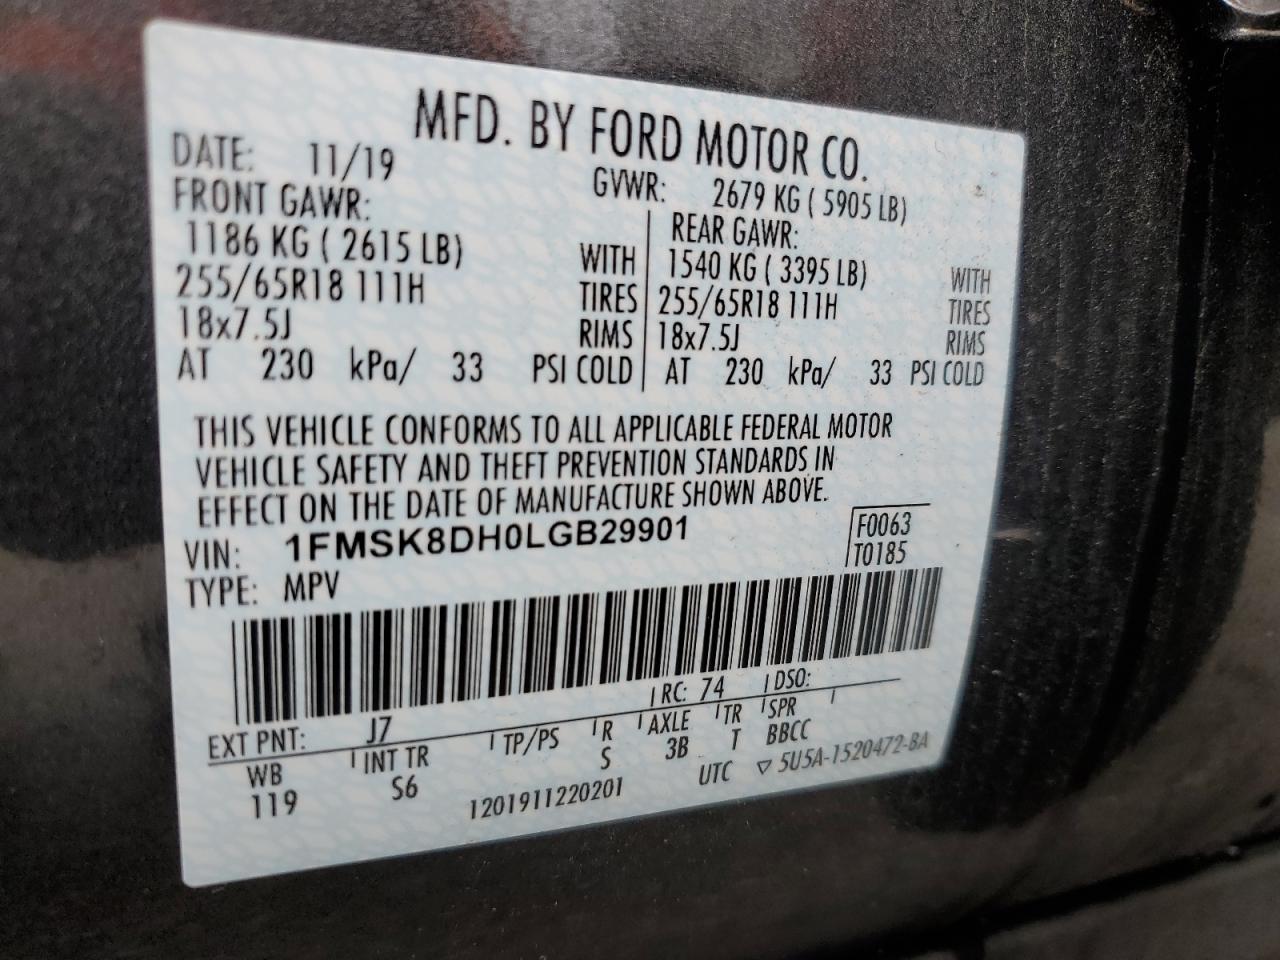 MFD. BY FORD MOTOR CO.
DATE: 11/19 GVWR: 2679 KG ( 5905 LB)
FRONT GAWR: REAR GAWR:
1186 KG ( 2615 LB) WITH 1540 KG ( 3395 LB) WITH
255/65R18 111H TIRES 255/65R18 111H TIRES
18x7.5J RIMS 18x7.5J RIMS
AT 230 kPa/ 33 PSI COLD AT 230 kPa/ 33 PSI COLD
THIS VEHICLE CONFORMS TO ALL APPLICABLE FEDERAL MOTOR
VEHICLE SAFETY AND THEFT PREVENTION STANDARDS IN
EFFECT ON THE DATE OF MANUFACTURE SHOWN ABOVE.
VIN: 1FMSK8DH0LGB29901 F0063
TYPE: MPV T0185
EXT PNT: J7 RC: 74 DSO:
WB INT TR TP/PS R AXLE TR SPR
119 S6 S 3B T BBCC
1201911220201 UTC ▽ 5U5A-1520472-BA